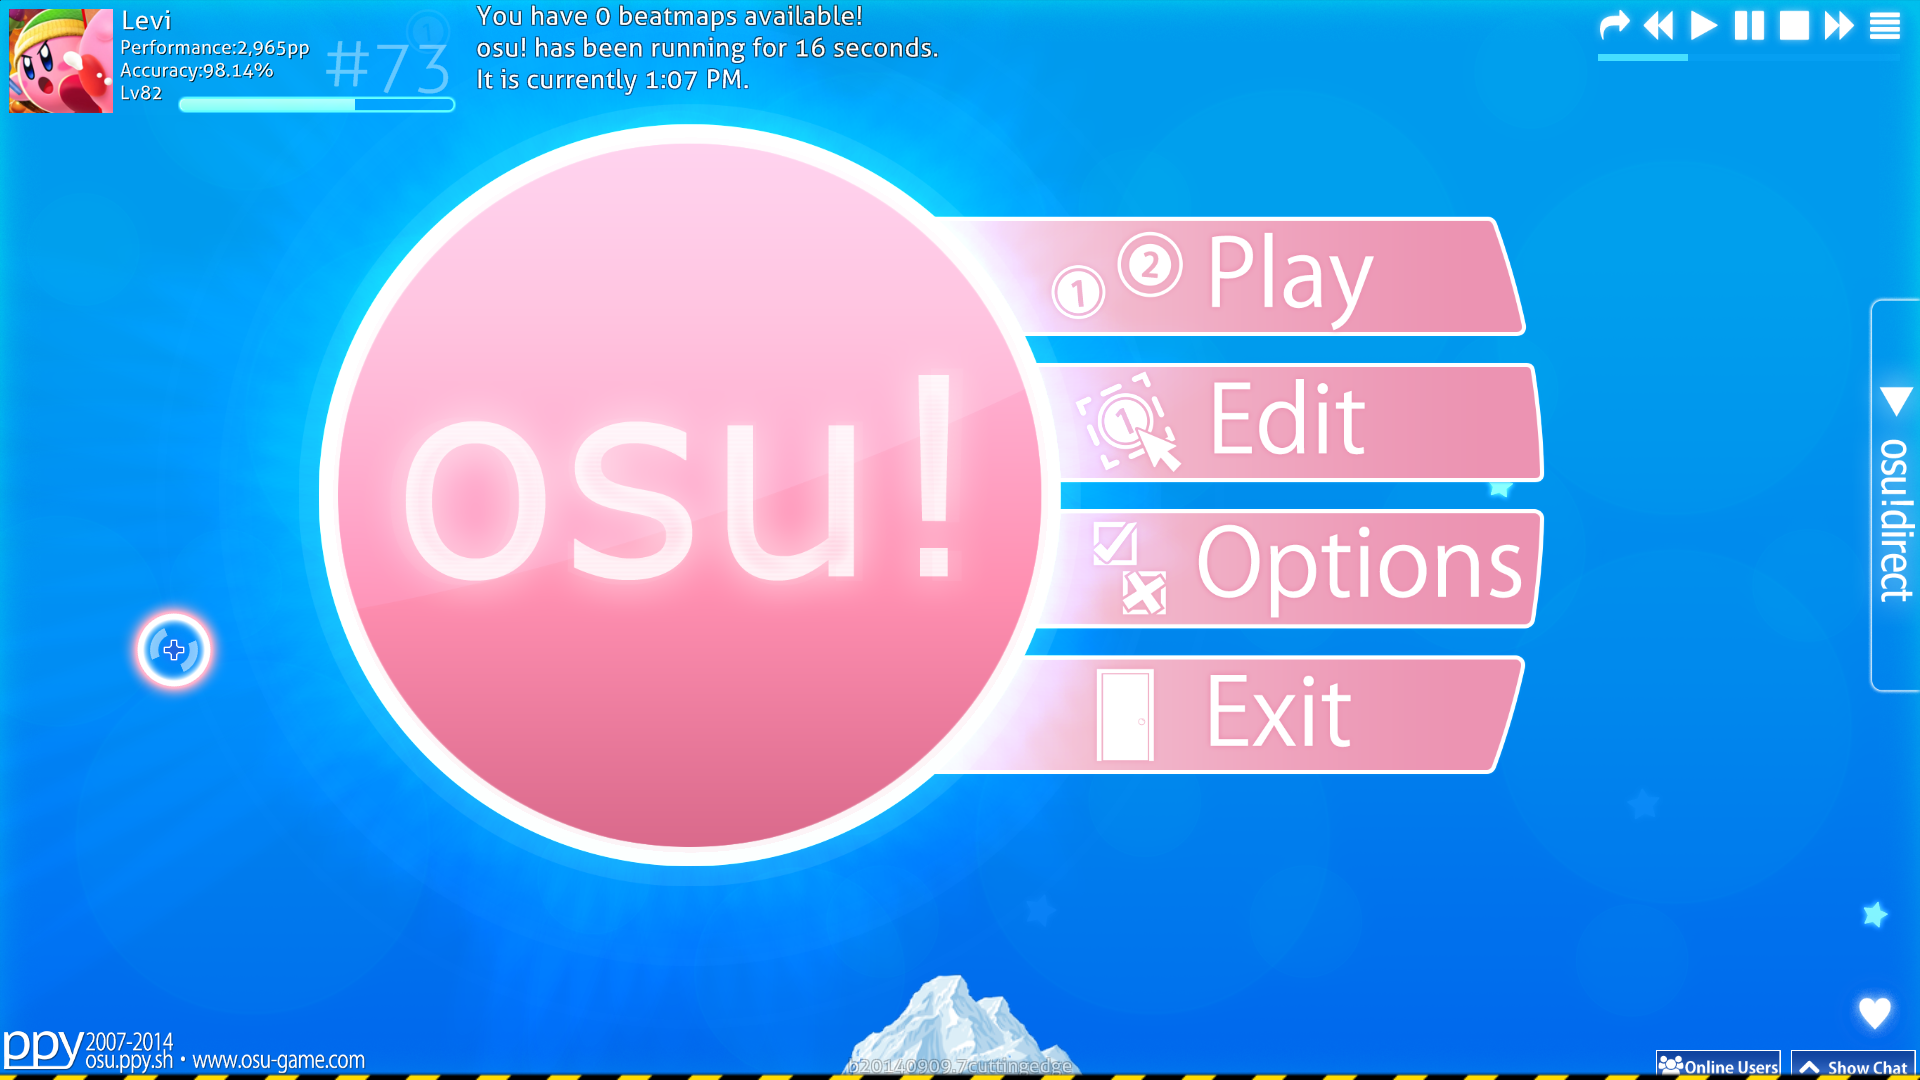 Levi
Performance:2,965pp
Accuracy:98.14%
Lv82
#73
You have 0 beatmaps available!
osu! has been running for 16 seconds.
It is currently 1:07 PM.
osu!
1 2 Play
1 Edit
Options
Exit
osu!direct
ppy 2007-2014
osu.ppy.sh • www.osu-game.com
b20140909.7cuttingedge
Online Users
Show Chat